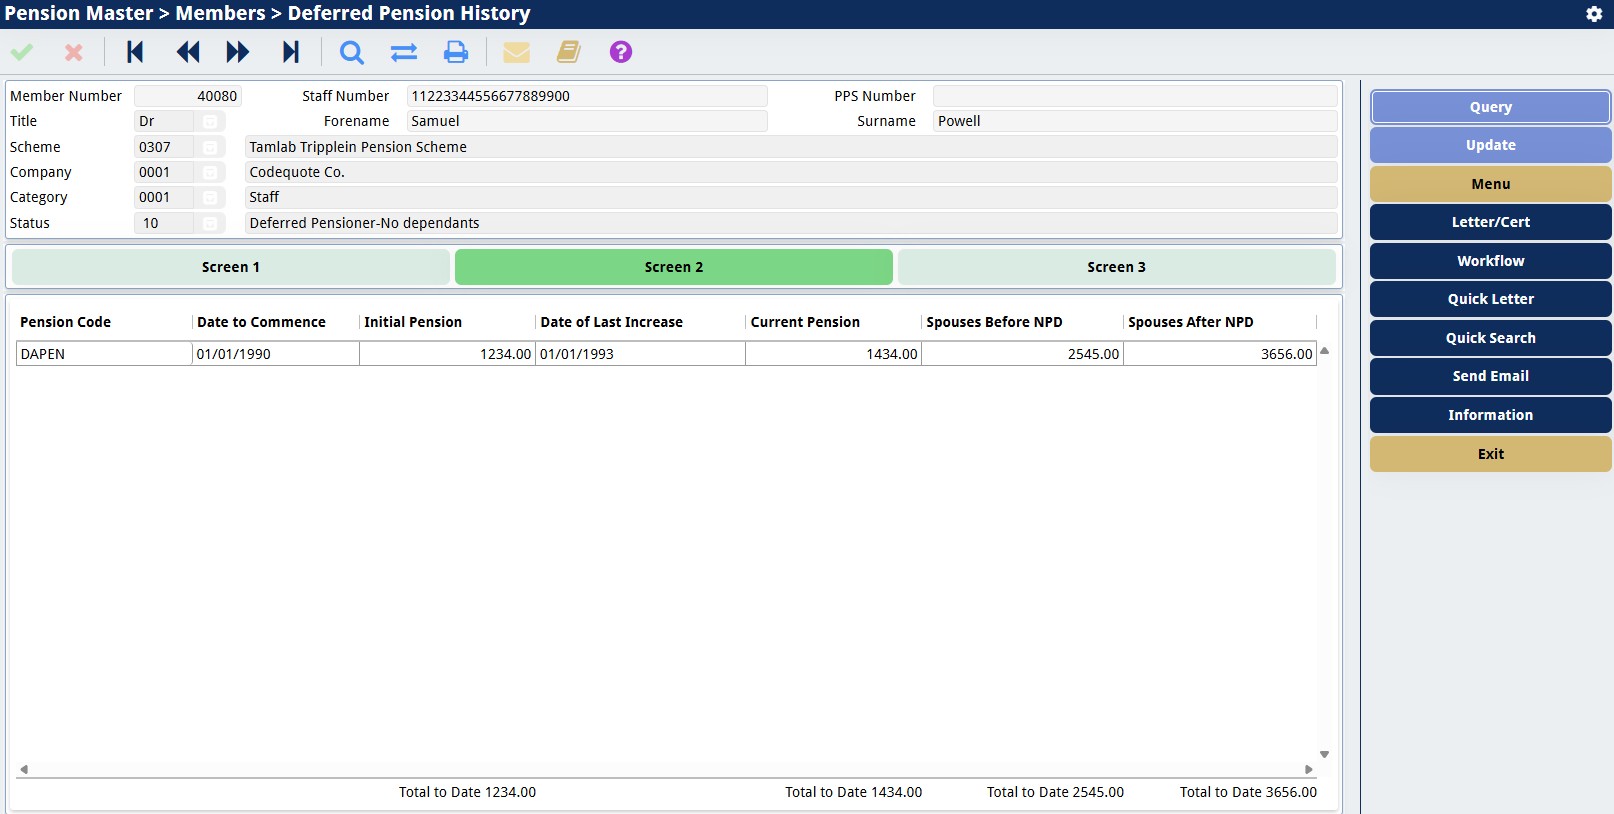 Pension Master > Members > Deferred Pension History
?
Member Number 40080 Staff Number 11223344556677889900 PPS Number
Title Dr Forename Samuel Surname Powell
Scheme 0307 Tamlab Tripplein Pension Scheme
Company 0001 Codequote Co.
Category 0001 Staff
Status 10 Deferred Pensioner-No dependants
Screen 1 Screen 2 Screen 3
Pension Code Date to Commence Initial Pension Date of Last Increase Current Pension Spouses Before NPD Spouses After NPD
DAPEN 01/01/1990 1234.00 01/01/1993 1434.00 2545.00 3656.00
Total to Date 1234.00 Total to Date 1434.00 Total to Date 2545.00 Total to Date 3656.00
Query
Update
Menu
Letter/Cert
Workflow
Quick Letter
Quick Search
Send Email
Information
Exit